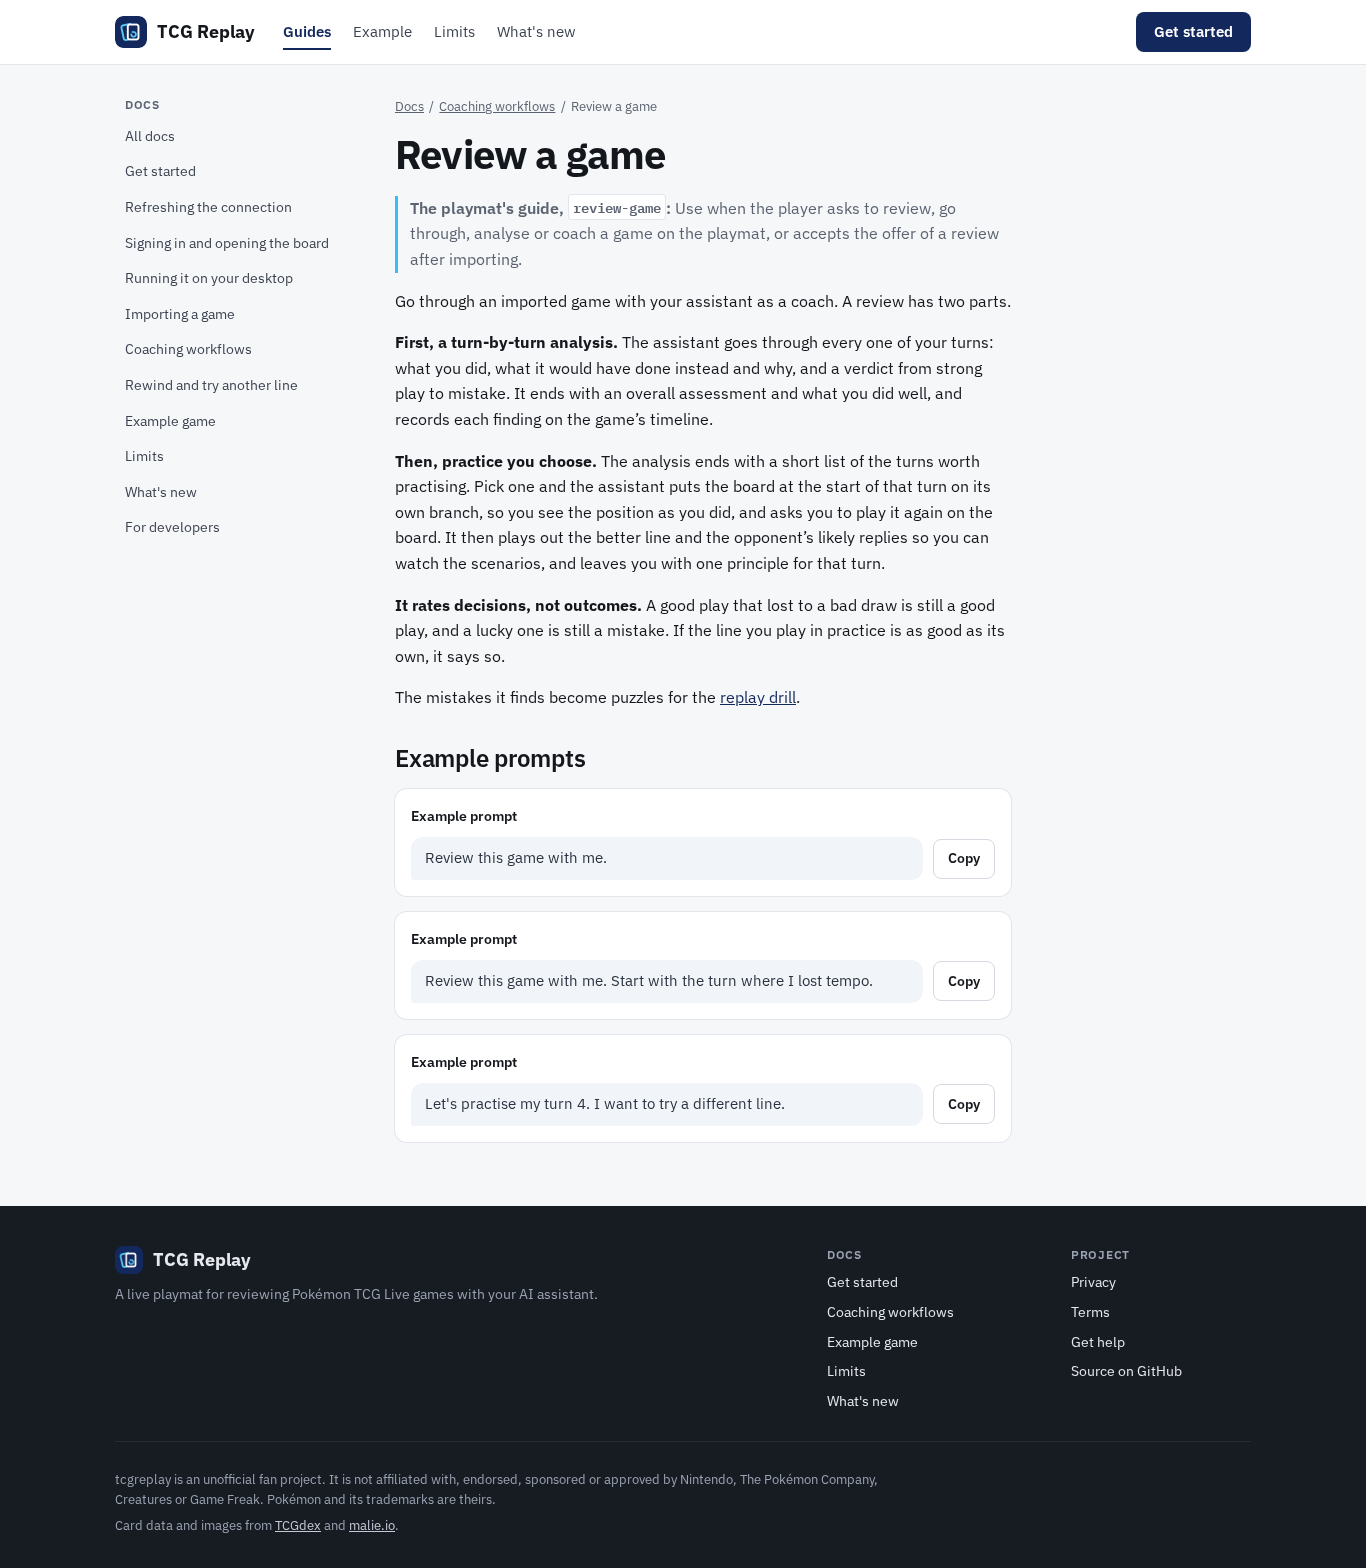 TCG Replay
Guides
Example
Limits
What's new
Get started
DOCS
All docs
Get started
Refreshing the connection
Signing in and opening the board
Running it on your desktop
Importing a game
Coaching workflows
Rewind and try another line
Example game
Limits
What's new
For developers
Docs / Coaching workflows / Review a game
Review a game
The playmat's guide, review-game: Use when the player asks to review, go
through, analyse or coach a game on the playmat, or accepts the offer of a review
after importing.
Go through an imported game with your assistant as a coach. A review has two parts.
First, a turn-by-turn analysis. The assistant goes through every one of your turns:
what you did, what it would have done instead and why, and a verdict from strong
play to mistake. It ends with an overall assessment and what you did well, and
records each finding on the game’s timeline.
Then, practice you choose. The analysis ends with a short list of the turns worth
practising. Pick one and the assistant puts the board at the start of that turn on its
own branch, so you see the position as you did, and asks you to play it again on the
board. It then plays out the better line and the opponent’s likely replies so you can
watch the scenarios, and leaves you with one principle for that turn.
It rates decisions, not outcomes. A good play that lost to a bad draw is still a good
play, and a lucky one is still a mistake. If the line you play in practice is as good as its
own, it says so.
The mistakes it finds become puzzles for the replay drill.
Example prompts
Example prompt
Review this game with me.
Copy
Example prompt
Review this game with me. Start with the turn where I lost tempo.
Copy
Example prompt
Let's practise my turn 4. I want to try a different line.
Copy
TCG Replay
A live playmat for reviewing Pokémon TCG Live games with your AI assistant.
DOCS
Get started
Coaching workflows
Example game
Limits
What's new
PROJECT
Privacy
Terms
Get help
Source on GitHub
tcgreplay is an unofficial fan project. It is not affiliated with, endorsed, sponsored or approved by Nintendo, The Pokémon Company,
Creatures or Game Freak. Pokémon and its trademarks are theirs.
Card data and images from TCGdex and malie.io.